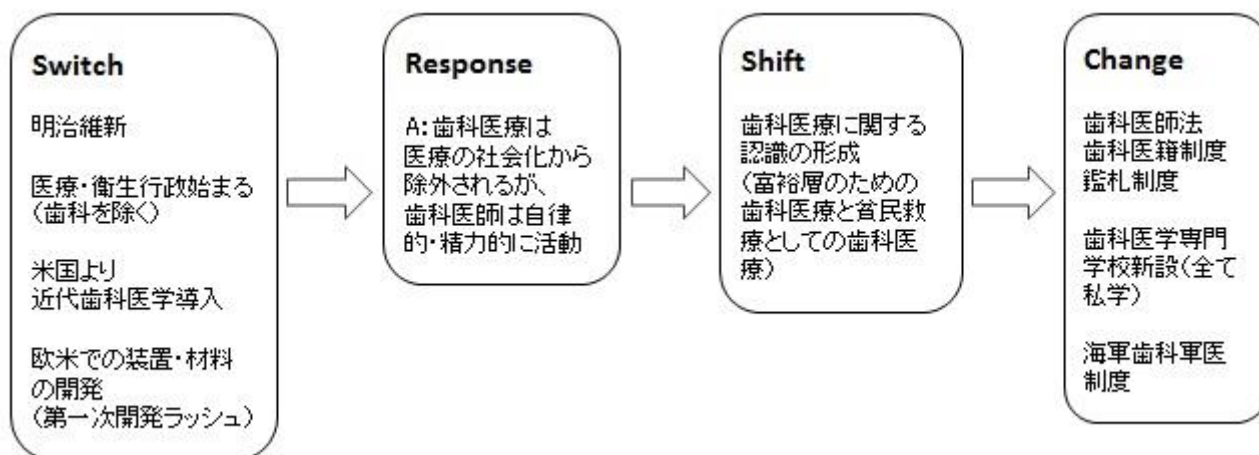 Switch
明治維新
医療・衛生行政始まる
(歯科を除く)
米国より
近代歯科医学導入
欧米での装置・材料
の開発
(第一次開発ラッシュ)
Response
A:歯科医療は
医療の社会化から
除外されるが、
歯科医師は自律
的・精力的に活動
Shift
歯科医療に関する
認識の形成
(富裕層のための
歯科医療と貧民救
療としての歯科医
療)
Change
歯科医師法
歯科医籍制度
鑑札制度
歯科医学専門
学校新設(全て
私学)
海軍歯科軍医
制度